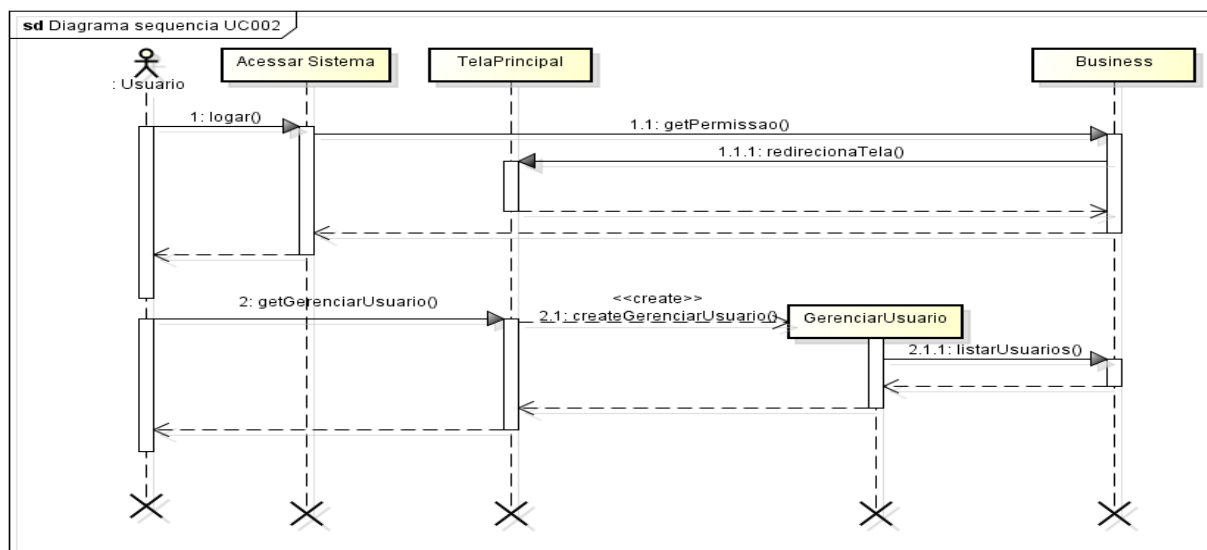 sd Diagrama sequencia UC002
: Usuario
Acessar Sistema
TelaPrincipal
Business
1: logar()
1.1: getPermissao()
1.1.1: redirecionaTela()
2: getGerenciarUsuario()
<<create>>
2.1: createGerenciarUsuario()
GerenciarUsuario
2.1.1: listarUsuarios()